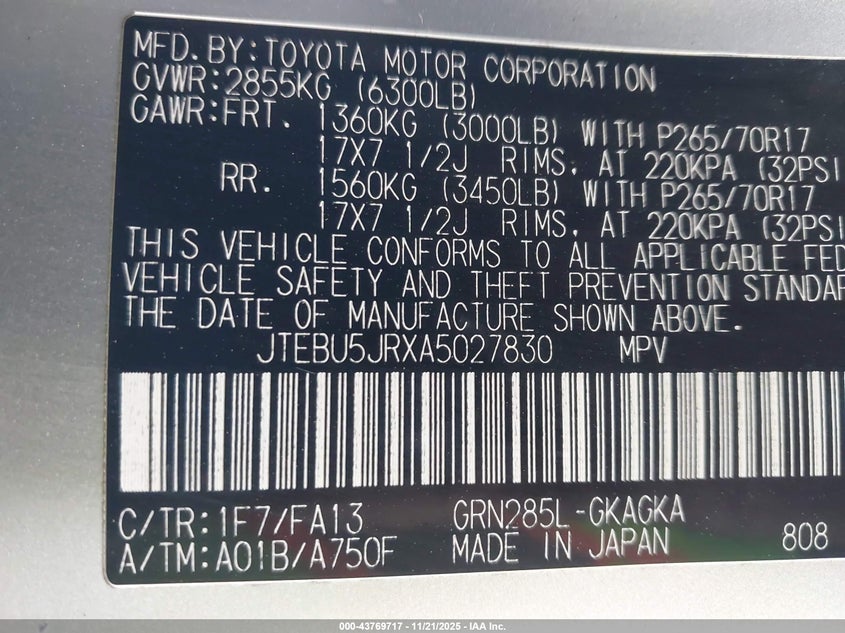 MFD. BY: TOYOTA MOTOR CORPORATION
GVWR: 2855KG (6300LB)
GAWR: FRT. 1360KG (3000LB) WITH P265/70R17
17X7 1/2J RIMS, AT 220KPA (32PSI
RR. 1560KG (3450LB) WITH P265/70R17
17X7 1/2J RIMS, AT 220KPA (32PSI
THIS VEHICLE CONFORMS TO ALL APPLICABLE FED
VEHICLE SAFETY AND THEFT PREVENTION STANDAR
THE DATE OF MANUFACTURE SHOWN ABOVE.
JTEBU5JRXA5027830 MPV
C/TR: 1F7/FA13 GRN285L-GKAGKA
A/TM: A01B/A750F MADE IN JAPAN 808
000-43769717 - 11/21/2025 - IAA Inc.